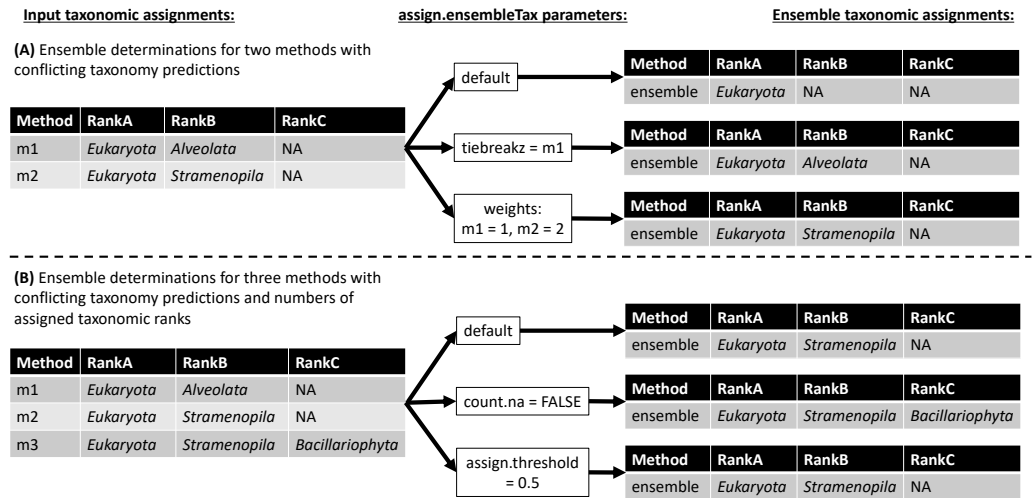 Input taxonomic assignments:
assign.ensembleTax parameters:
Ensemble taxonomic assignments:
(A) Ensemble determinations for two methods with
conflicting taxonomy predictions
Method RankA RankB RankC
m1 Eukaryota Alveolata NA
m2 Eukaryota Stramenopila NA
default
Method RankA RankB RankC
ensemble Eukaryota NA NA
tiebreakz = m1
Method RankA RankB RankC
ensemble Eukaryota Alveolata NA
weights:
m1 = 1, m2 = 2
Method RankA RankB RankC
ensemble Eukaryota Stramenopila NA
(B) Ensemble determinations for three methods with
conflicting taxonomy predictions and numbers of
assigned taxonomic ranks
Method RankA RankB RankC
m1 Eukaryota Alveolata NA
m2 Eukaryota Stramenopila NA
m3 Eukaryota Stramenopila Bacillariophyta
default
Method RankA RankB RankC
ensemble Eukaryota Stramenopila NA
count.na = FALSE
Method RankA RankB RankC
ensemble Eukaryota Stramenopila Bacillariophyta
assign.threshold
= 0.5
Method RankA RankB RankC
ensemble Eukaryota Stramenopila NA